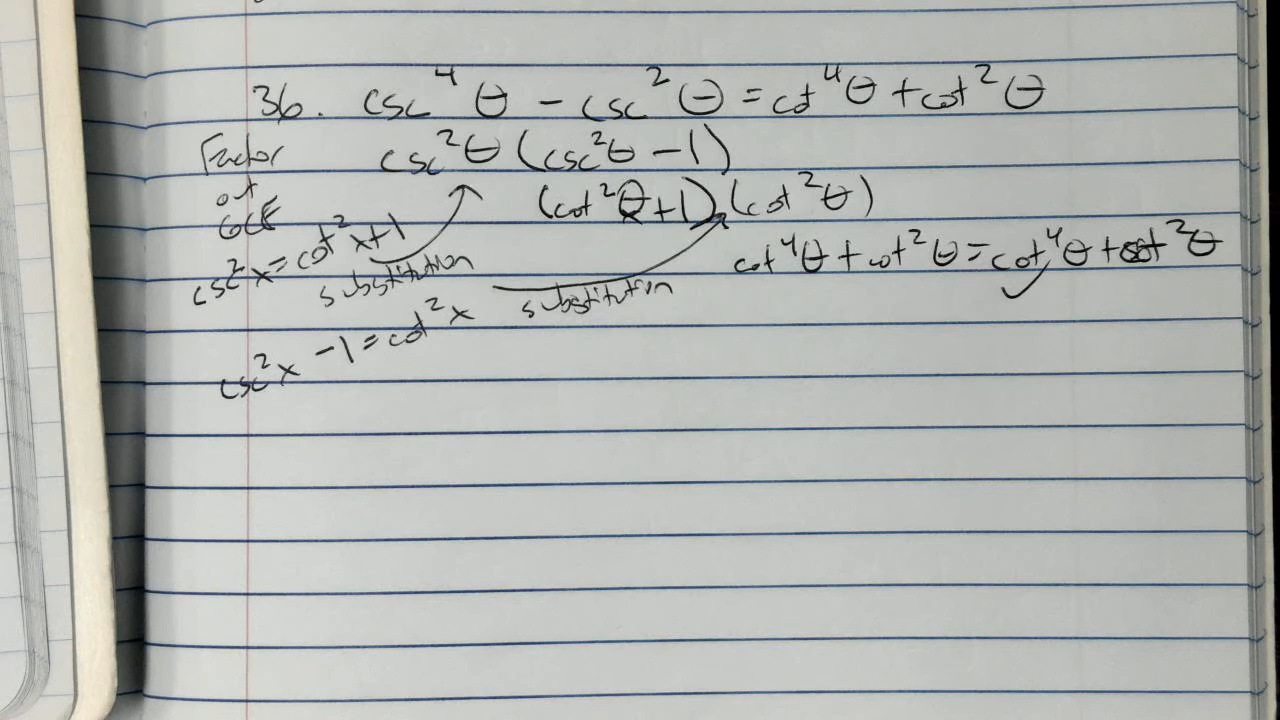 36. csc⁴θ - csc²θ = cot⁴θ + cot²θ
Factor out GCF
csc²θ (csc²θ - 1)
(cot²θ + 1) (cot²θ)
csc²x = cot²x + 1
substitution
cot⁴θ + cot²θ = cot⁴θ + cot²θ ✓
substitution
csc²x - 1 = cot²x